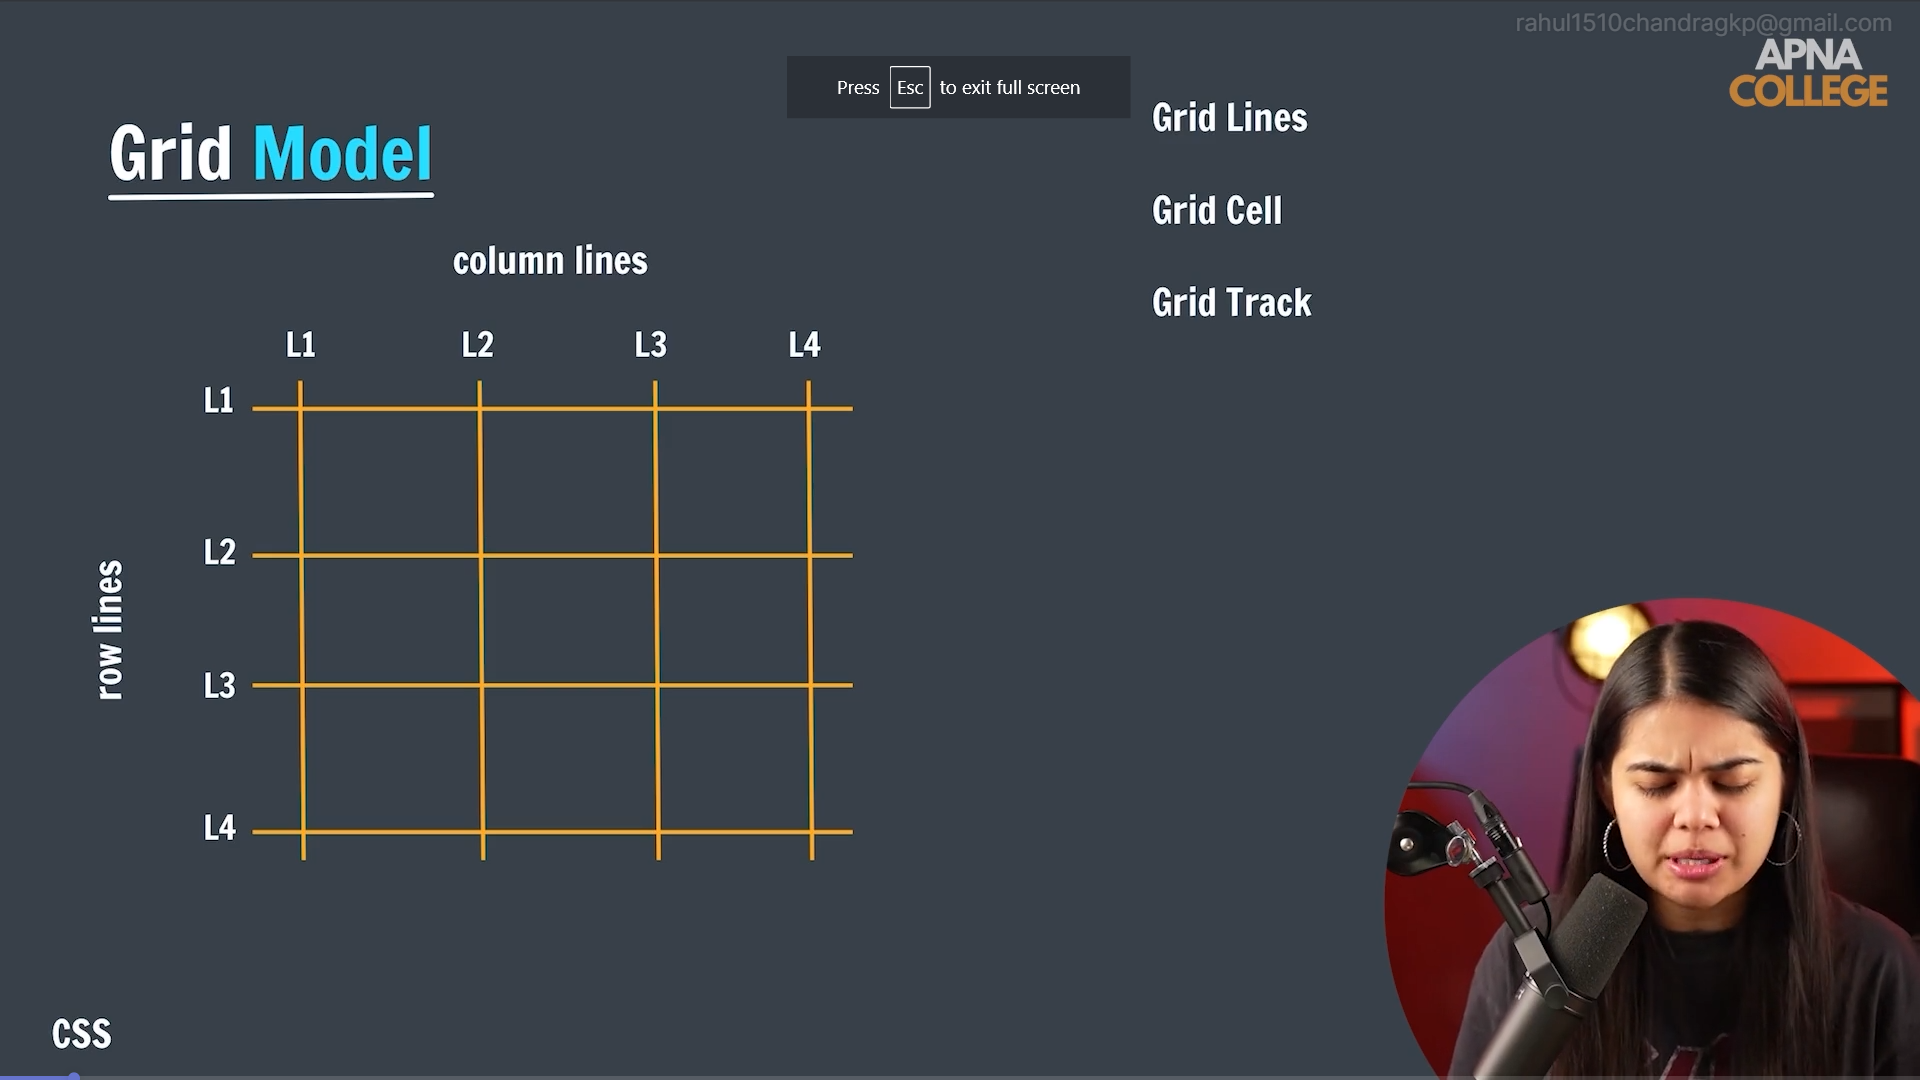 rahul1510chandragkp@gmail.com
APNA
COLLEGE
Press Esc to exit full screen
Grid Model
Grid Lines
Grid Cell
Grid Track
column lines
L1 L2 L3 L4
L1
L2
L3
L4
row lines
CSS